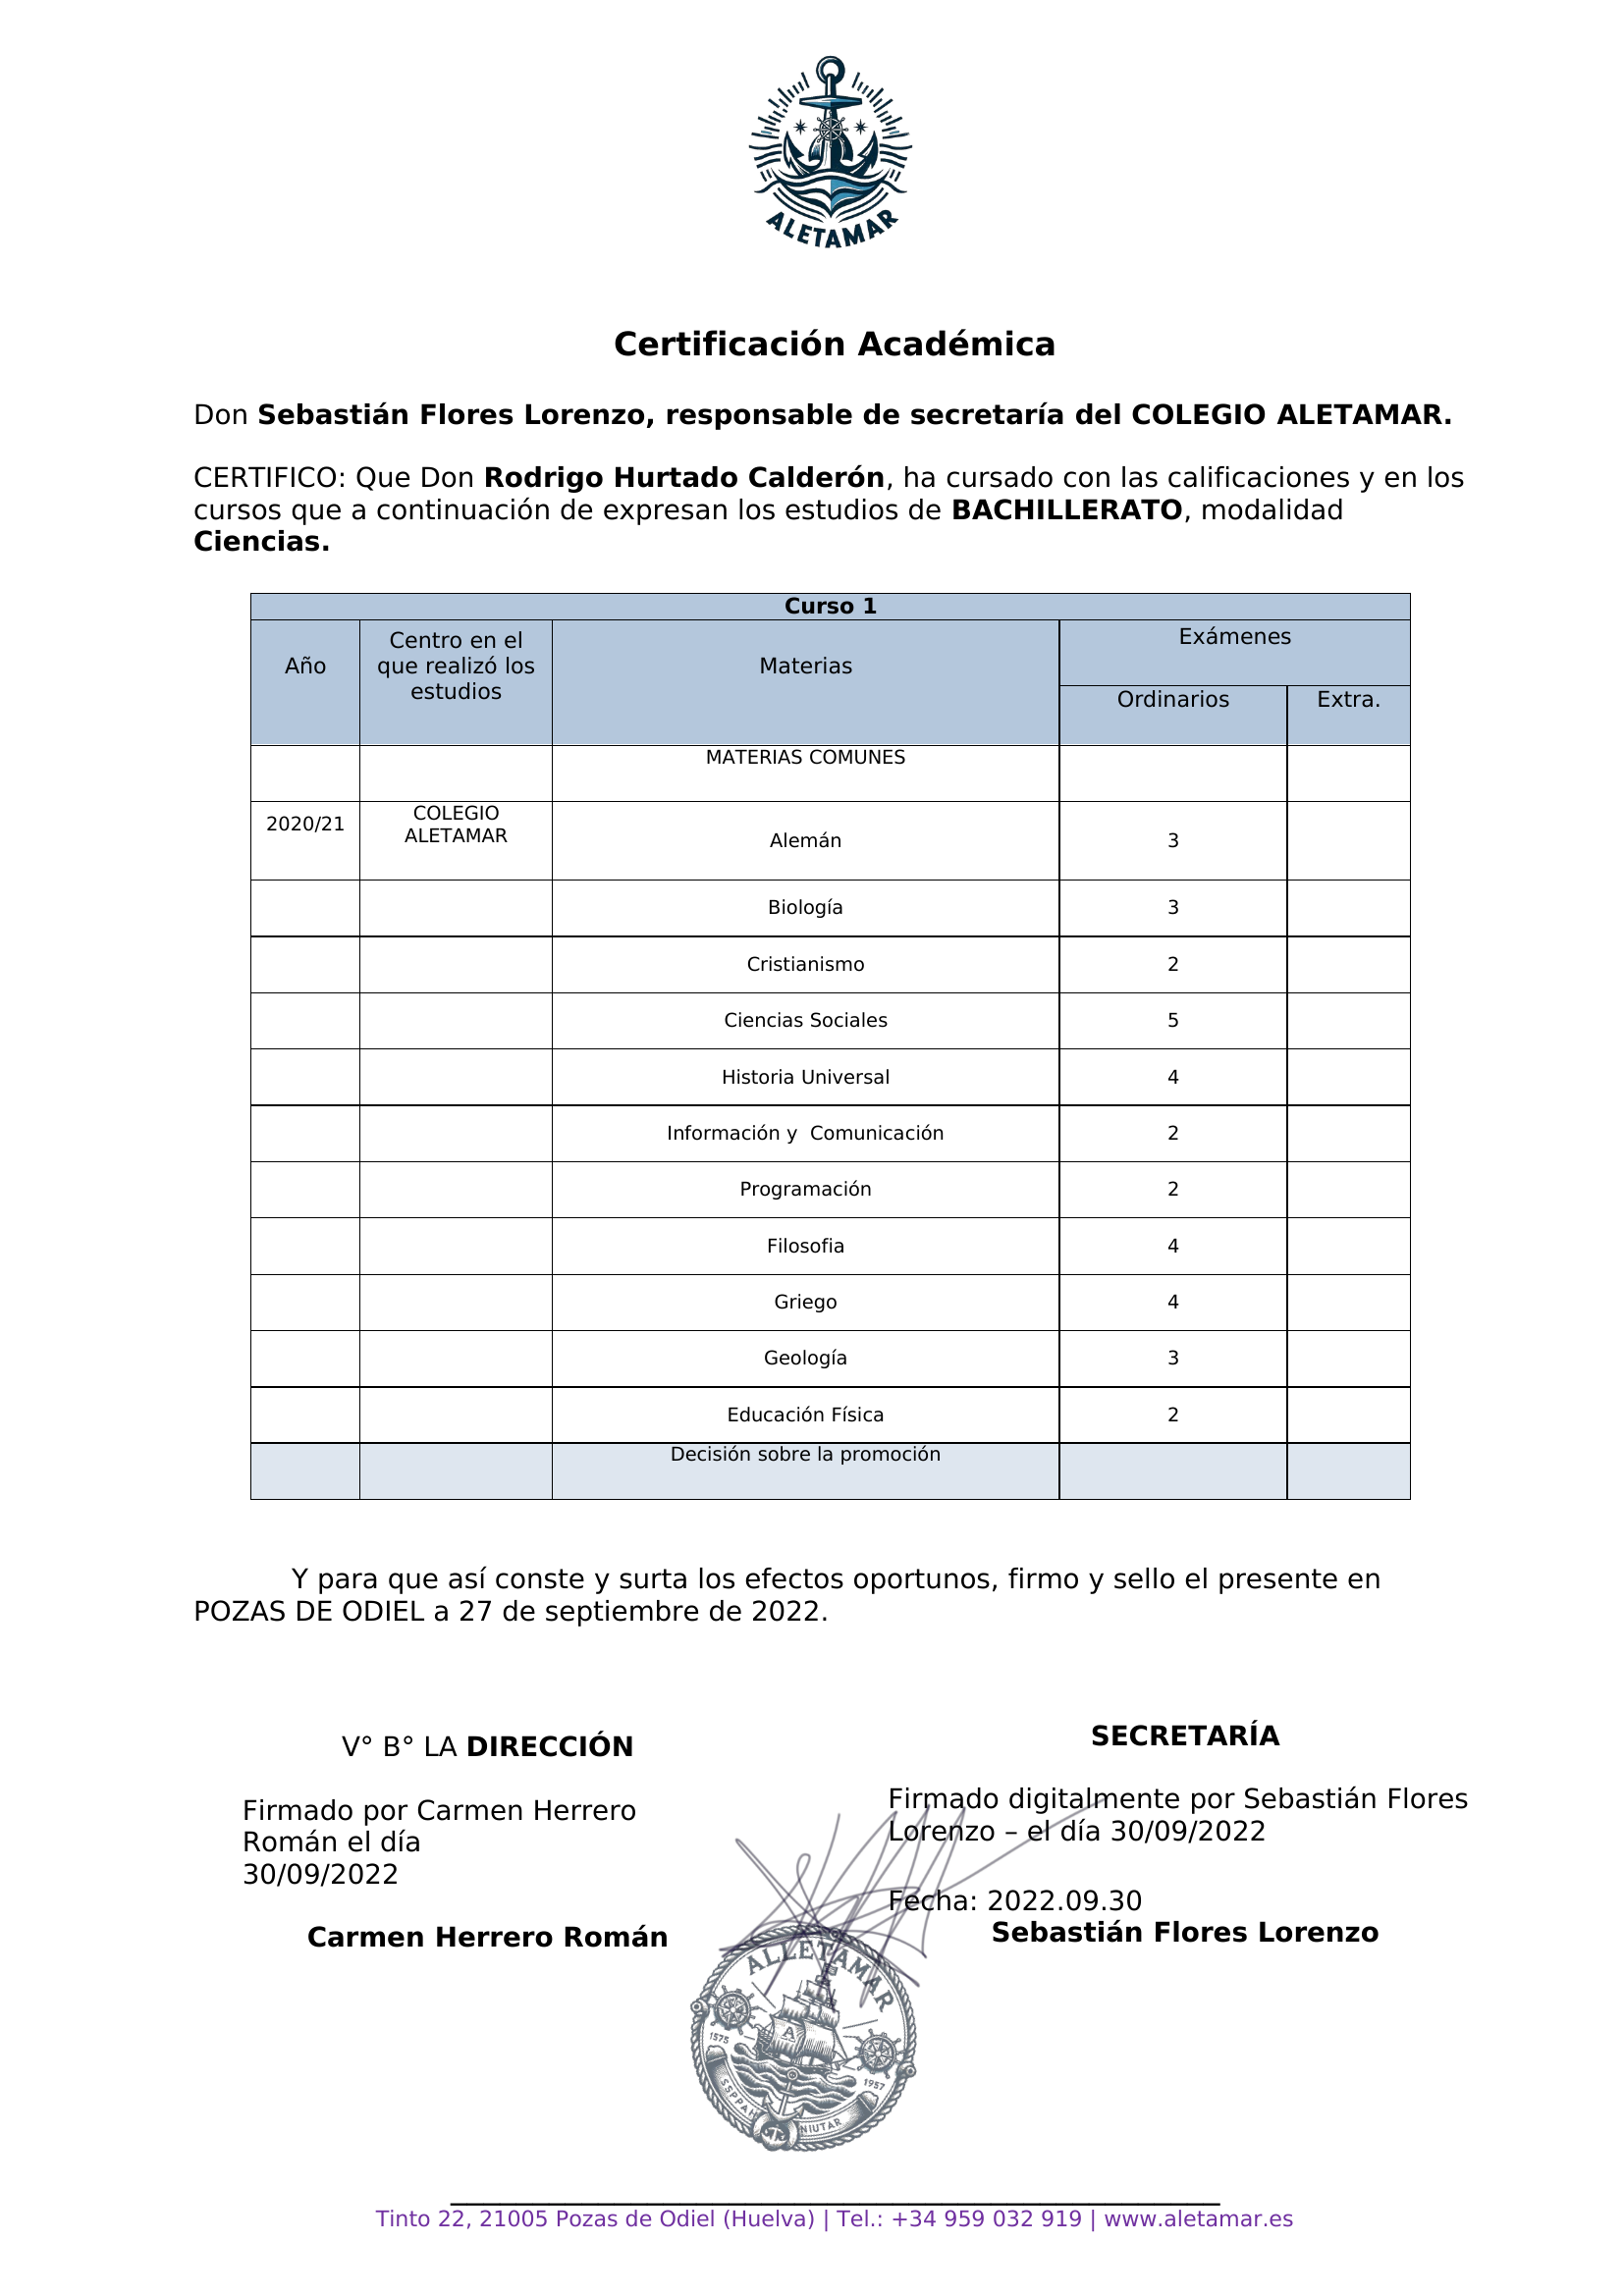 ALETAMAR
Certificación Académica
Don Sebastián Flores Lorenzo, responsable de secretaría del COLEGIO ALETAMAR.
CERTIFICO: Que Don Rodrigo Hurtado Calderón, ha cursado con las calificaciones y en los
cursos que a continuación de expresan los estudios de BACHILLERATO, modalidad
Ciencias.
Curso 1
Año
Centro en el
que realizó los
estudios
Materias
Exámenes
Ordinarios
Extra.
MATERIAS COMUNES
2020/21
COLEGIO
ALETAMAR
Alemán 3
Biología 3
Cristianismo 2
Ciencias Sociales 5
Historia Universal 4
Información y  Comunicación 2
Programación 2
Filosofia 4
Griego 4
Geología 3
Educación Física 2
Decisión sobre la promoción
Y para que así conste y surta los efectos oportunos, firmo y sello el presente en
POZAS DE ODIEL a 27 de septiembre de 2022.
V° B° LA DIRECCIÓN
Firmado por Carmen Herrero
Román el día
30/09/2022
Carmen Herrero Román
SECRETARÍA
Firmado digitalmente por Sebastián Flores
Lorenzo – el día 30/09/2022
Fecha: 2022.09.30
Sebastián Flores Lorenzo
ALLETAMAR
A
1575
1957
SSPPAH
NIUTAR
Tinto 22, 21005 Pozas de Odiel (Huelva) | Tel.: +34 959 032 919 | www.aletamar.es